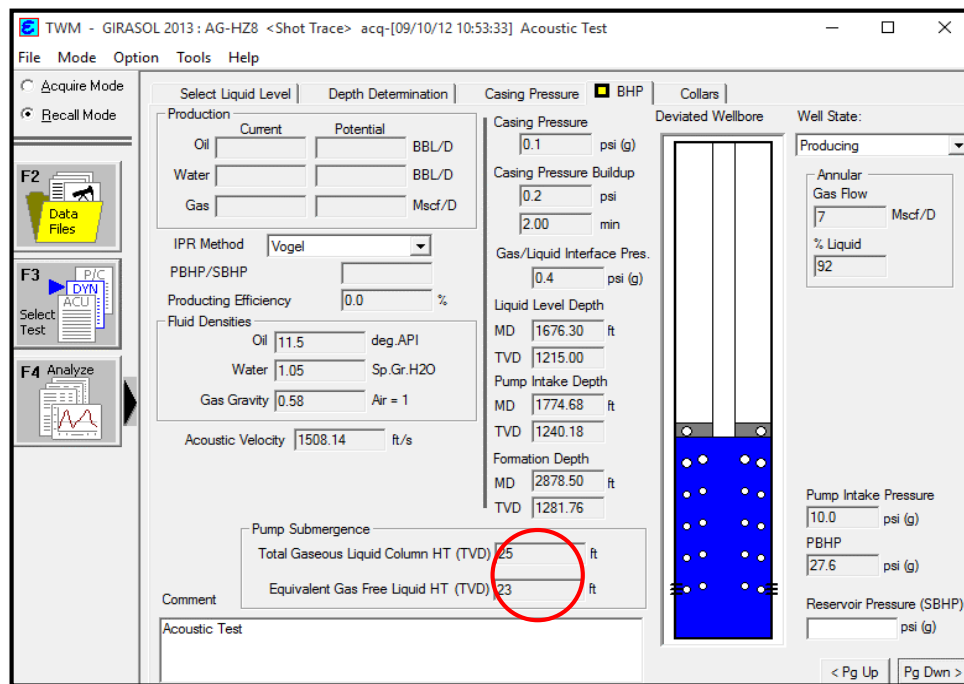 TWM - GIRASOL 2013 : AG-HZ8 <Shot Trace> acq-[09/10/12 10:53:33] Acoustic Test
File Mode Option Tools Help
Acquire Mode
Recall Mode
F2
Data
Files
F3
P/C
DYN
ACU
Select
Test
F4 Analyze
Select Liquid Level Depth Determination Casing Pressure BHP Collars
Production
Current Potential
Oil BBL/D
Water BBL/D
Gas Mscf/D
IPR Method Vogel
PBHP/SBHP
Producting Efficiency 0.0 %
Fluid Densities
Oil 11.5 deg.API
Water 1.05 Sp.Gr.H2O
Gas Gravity 0.58 Air = 1
Acoustic Velocity 1508.14 ft/s
Casing Pressure
0.1 psi (g)
Casing Pressure Buildup
0.2 psi
2.00 min
Gas/Liquid Interface Pres.
0.4 psi (g)
Liquid Level Depth
MD 1676.30 ft
TVD 1215.00
Pump Intake Depth
MD 1774.68 ft
TVD 1240.18
Formation Depth
MD 2878.50 ft
TVD 1281.76
Pump Submergence
Total Gaseous Liquid Column HT (TVD) 25 ft
Equivalent Gas Free Liquid HT (TVD) 23 ft
Comment
Acoustic Test
Deviated Wellbore
Well State:
Producing
Annular
Gas Flow
7 Mscf/D
% Liquid
92
Pump Intake Pressure
10.0 psi (g)
PBHP
27.6 psi (g)
Reservoir Pressure (SBHP)
psi (g)
< Pg Up Pg Dwn >